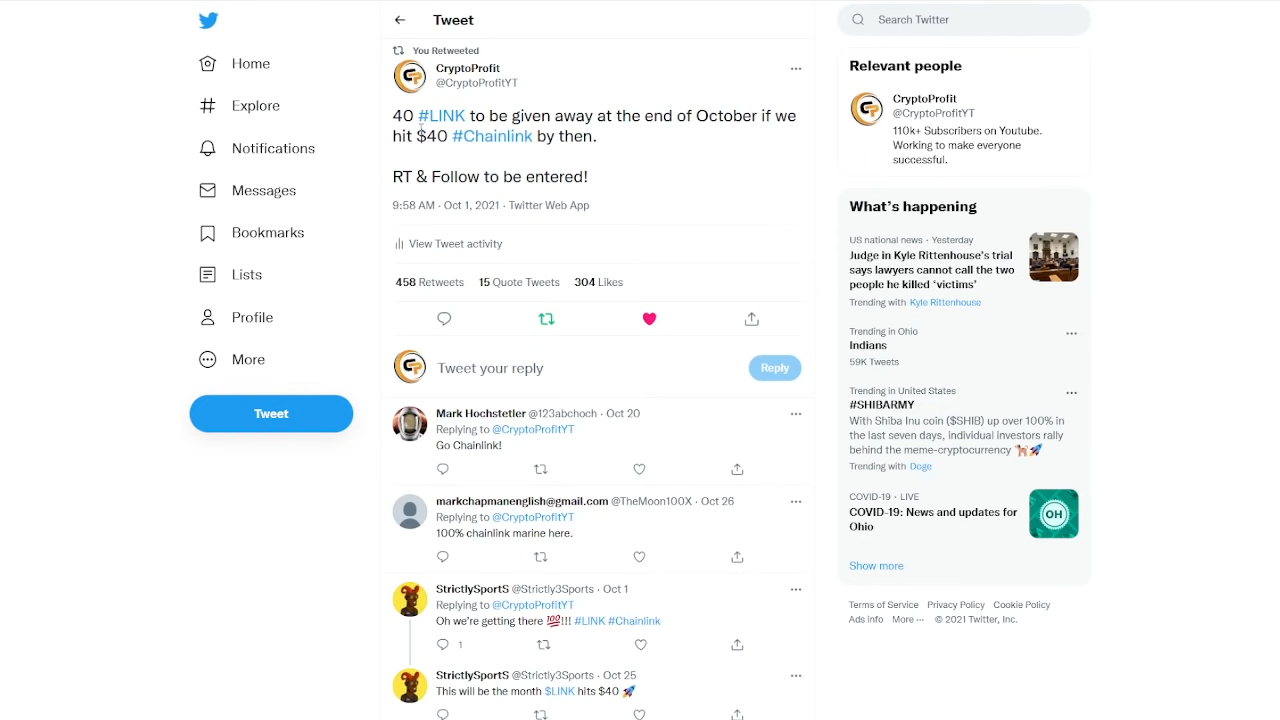 Home
Explore
Notifications
Messages
Bookmarks
Lists
Profile
More
Tweet
Tweet
You Retweeted
CryptoProfit
@CryptoProfitYT
40 #LINK to be given away at the end of October if we
hit $40 #Chainlink by then.
RT & Follow to be entered!
9:58 AM · Oct 1, 2021 · Twitter Web App
View Tweet activity
458 Retweets 15 Quote Tweets 304 Likes
Tweet your reply
Reply
Mark Hochstetler @123abchoch · Oct 20
Replying to @CryptoProfitYT
Go Chainlink!
markchapmanenglish@gmail.com @TheMoon100X · Oct 26
Replying to @CryptoProfitYT
100% chainlink marine here.
StrictlySportS @Strictly3Sports · Oct 1
Replying to @CryptoProfitYT
Oh we're getting there 💯!!! #LINK #Chainlink
1
StrictlySportS @Strictly3Sports · Oct 25
This will be the month $LINK hits $40 🚀
Search Twitter
Relevant people
CryptoProfit
@CryptoProfitYT
110k+ Subscribers on Youtube.
Working to make everyone
successful.
What's happening
US national news · Yesterday
Judge in Kyle Rittenhouse's trial
says lawyers cannot call the two
people he killed 'victims'
Trending with Kyle Rittenhouse
Trending in Ohio
Indians
59K Tweets
Trending in United States
#SHIBARMY
With Shiba Inu coin ($SHIB) up over 100% in
the last seven days, individual investors rally
behind the meme-cryptocurrency 🐕🚀
Trending with Doge
COVID-19 · LIVE
COVID-19: News and updates for
Ohio
OH
Show more
Terms of Service Privacy Policy Cookie Policy
Ads info More ··· © 2021 Twitter, Inc.